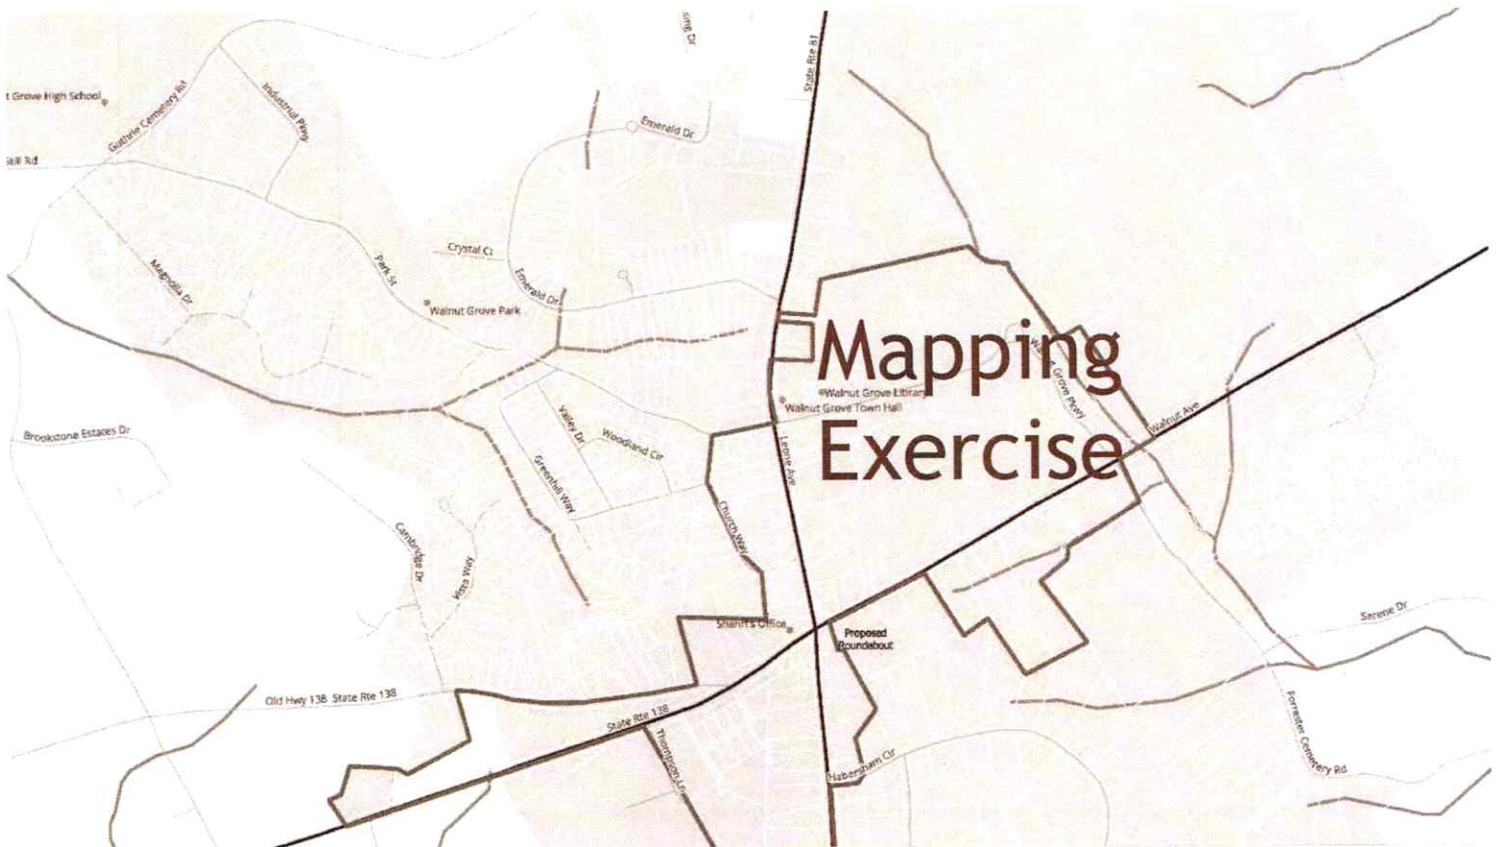 State Rte 81
t Grove High School
Guthrie Cemetery Rd
Industrial Pkwy
Emerald Dr
Still Rd
Crystal Ct
Magnolia Dr
Park St
Emerald Dr
Walnut Grove Park
Mapping
Walnut Grove Pkwy
Walnut Grove Library
Walnut Grove Town Hall
Walnut Ave
Valley Dr
Brookstone Estates Dr
Woodland Cir
Leone Ave
Exercise
Greenhill Way
Church Way
Cambridge Dr
Vista Way
Serene Dr
Sheriff's Office
Proposed
Roundabout
Old Hwy 138 State Rte 138
State Rte 138
Forrester Cemetery Rd
Thompson Ln
Habersham Cir